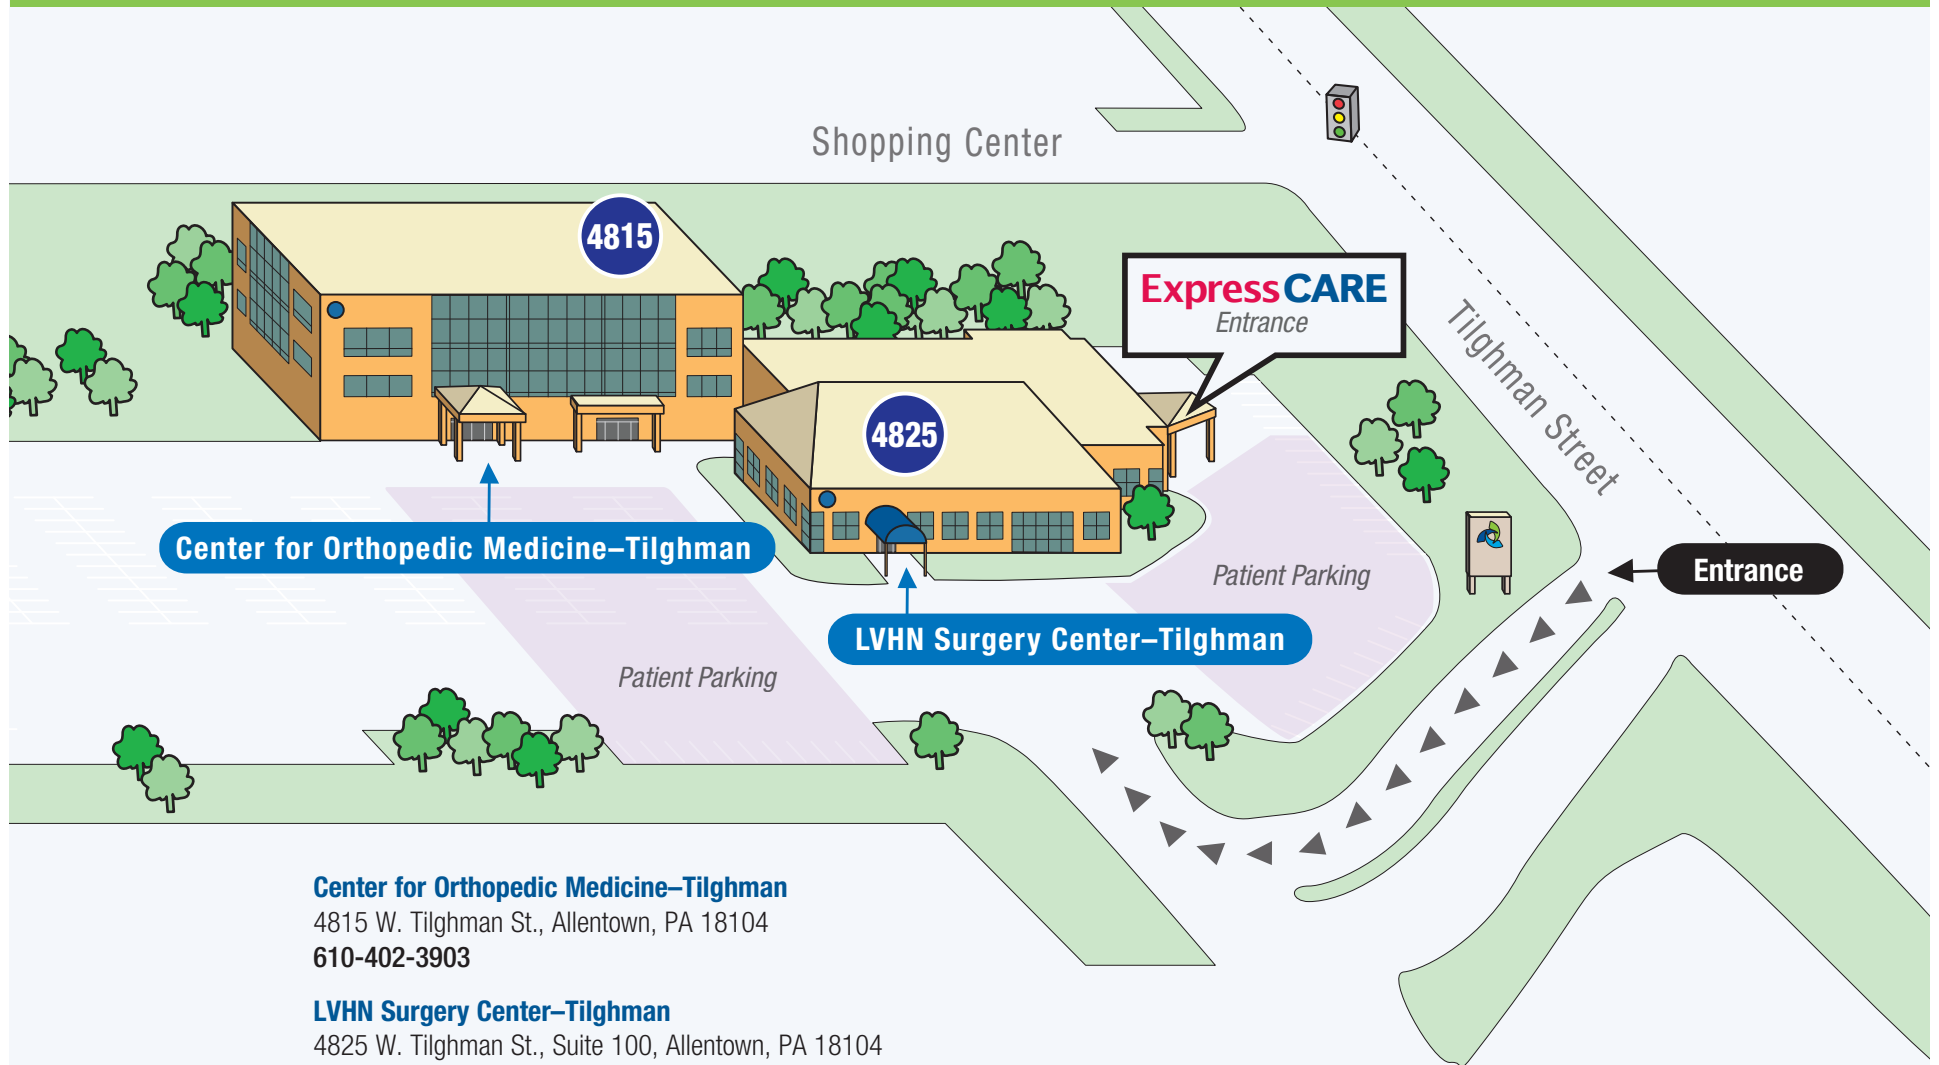 Shopping Center
4815
ExpressCARE
Entrance
Tilghman Street
4825
Center for Orthopedic Medicine–Tilghman
Entrance
Patient Parking
LVHN Surgery Center–Tilghman
Patient Parking
Center for Orthopedic Medicine–Tilghman
4815 W. Tilghman St., Allentown, PA 18104
610-402-3903
LVHN Surgery Center–Tilghman
4825 W. Tilghman St., Suite 100, Allentown, PA 18104